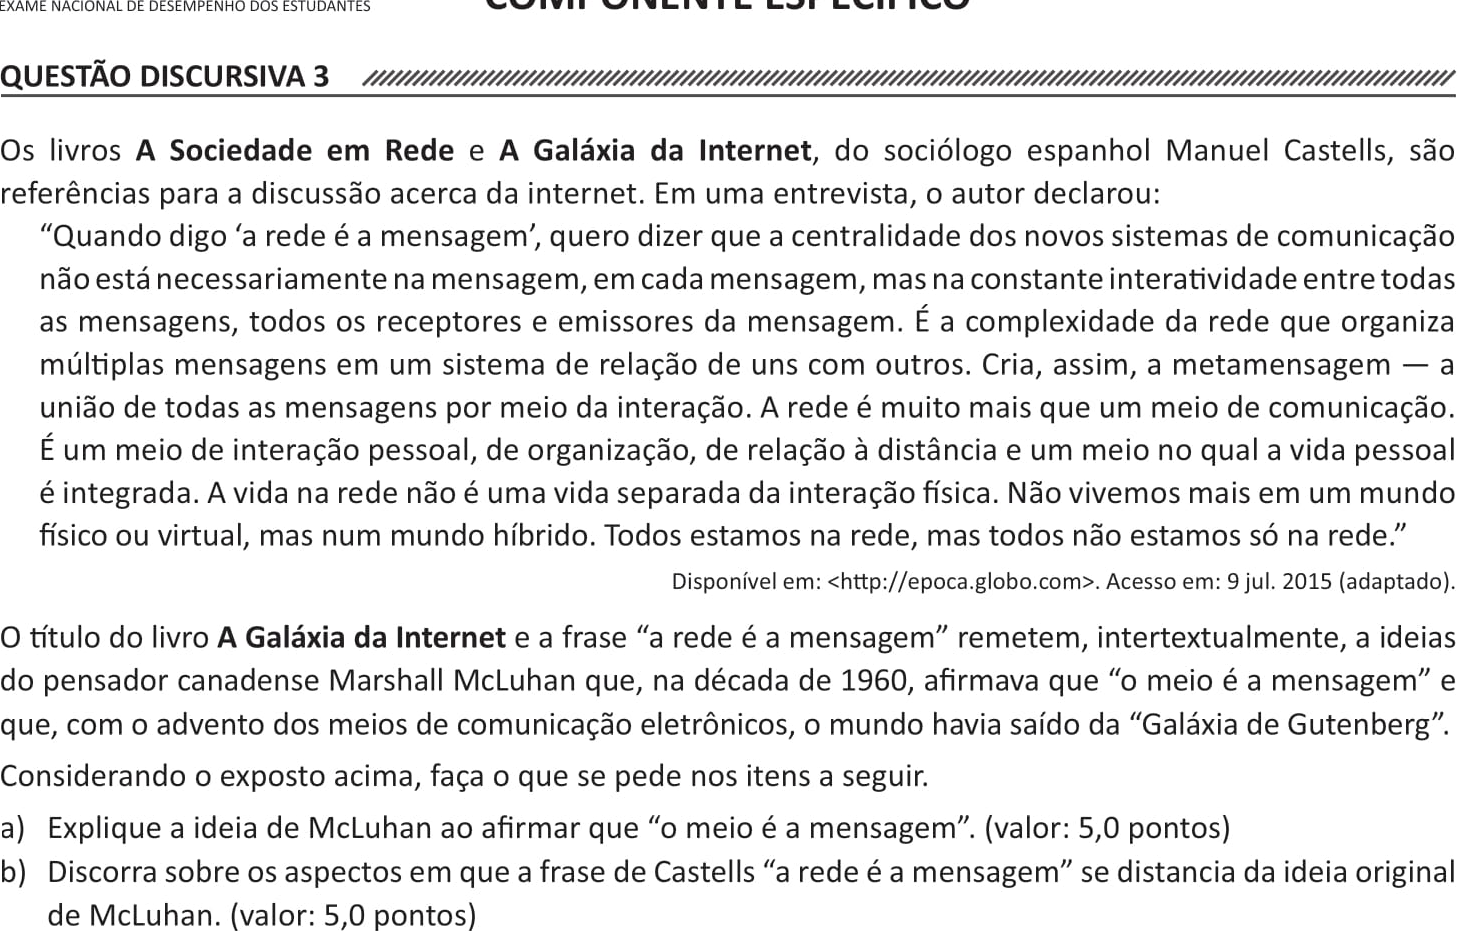 EXAME NACIONAL DE DESEMPENHO DOS ESTUDANTES
COMPONENTE ESPECÍFICO
QUESTÃO DISCURSIVA 3
Os livros A Sociedade em Rede e A Galáxia da Internet, do sociólogo espanhol Manuel Castells, são
referências para a discussão acerca da internet. Em uma entrevista, o autor declarou:
“Quando digo ‘a rede é a mensagem’, quero dizer que a centralidade dos novos sistemas de comunicação
não está necessariamente na mensagem, em cada mensagem, mas na constante interatividade entre todas
as mensagens, todos os receptores e emissores da mensagem. É a complexidade da rede que organiza
múltiplas mensagens em um sistema de relação de uns com outros. Cria, assim, a metamensagem — a
união de todas as mensagens por meio da interação. A rede é muito mais que um meio de comunicação.
É um meio de interação pessoal, de organização, de relação à distância e um meio no qual a vida pessoal
é integrada. A vida na rede não é uma vida separada da interação física. Não vivemos mais em um mundo
físico ou virtual, mas num mundo híbrido. Todos estamos na rede, mas todos não estamos só na rede.”
Disponível em: <http://epoca.globo.com>. Acesso em: 9 jul. 2015 (adaptado).
O título do livro A Galáxia da Internet e a frase “a rede é a mensagem” remetem, intertextualmente, a ideias
do pensador canadense Marshall McLuhan que, na década de 1960, afirmava que “o meio é a mensagem” e
que, com o advento dos meios de comunicação eletrônicos, o mundo havia saído da “Galáxia de Gutenberg”.
Considerando o exposto acima, faça o que se pede nos itens a seguir.
a) Explique a ideia de McLuhan ao afirmar que “o meio é a mensagem”. (valor: 5,0 pontos)
b) Discorra sobre os aspectos em que a frase de Castells “a rede é a mensagem” se distancia da ideia original
de McLuhan. (valor: 5,0 pontos)